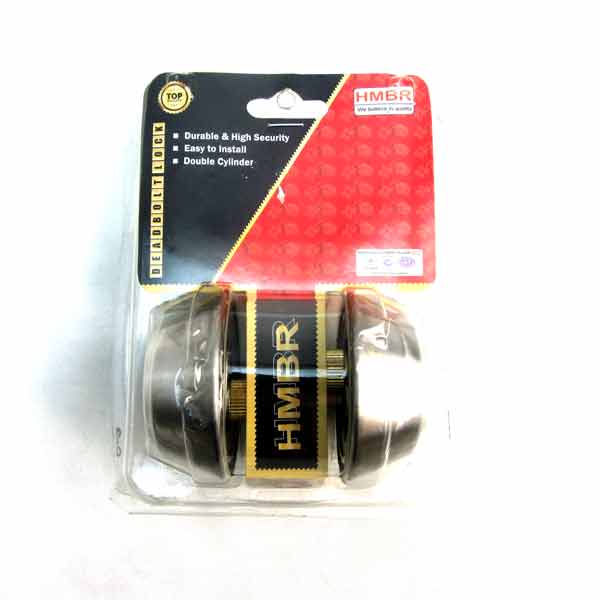 TOP
HMBR
We believe in quality
Durable & High Security
Easy to Install
Double Cylinder
DEADBOLT LOCK
HMBR